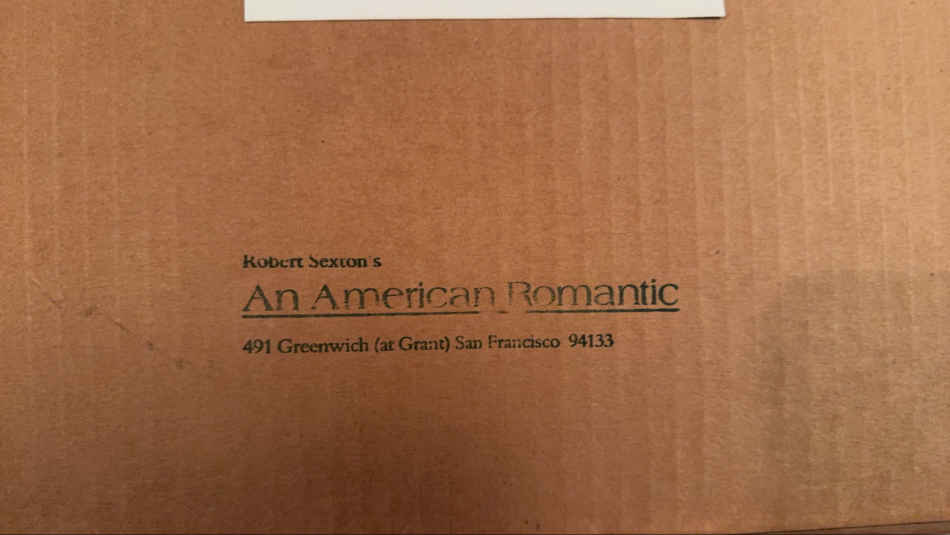 Robert Sexton's
An American Romantic
491 Greenwich (at Grant) San Francisco 94133